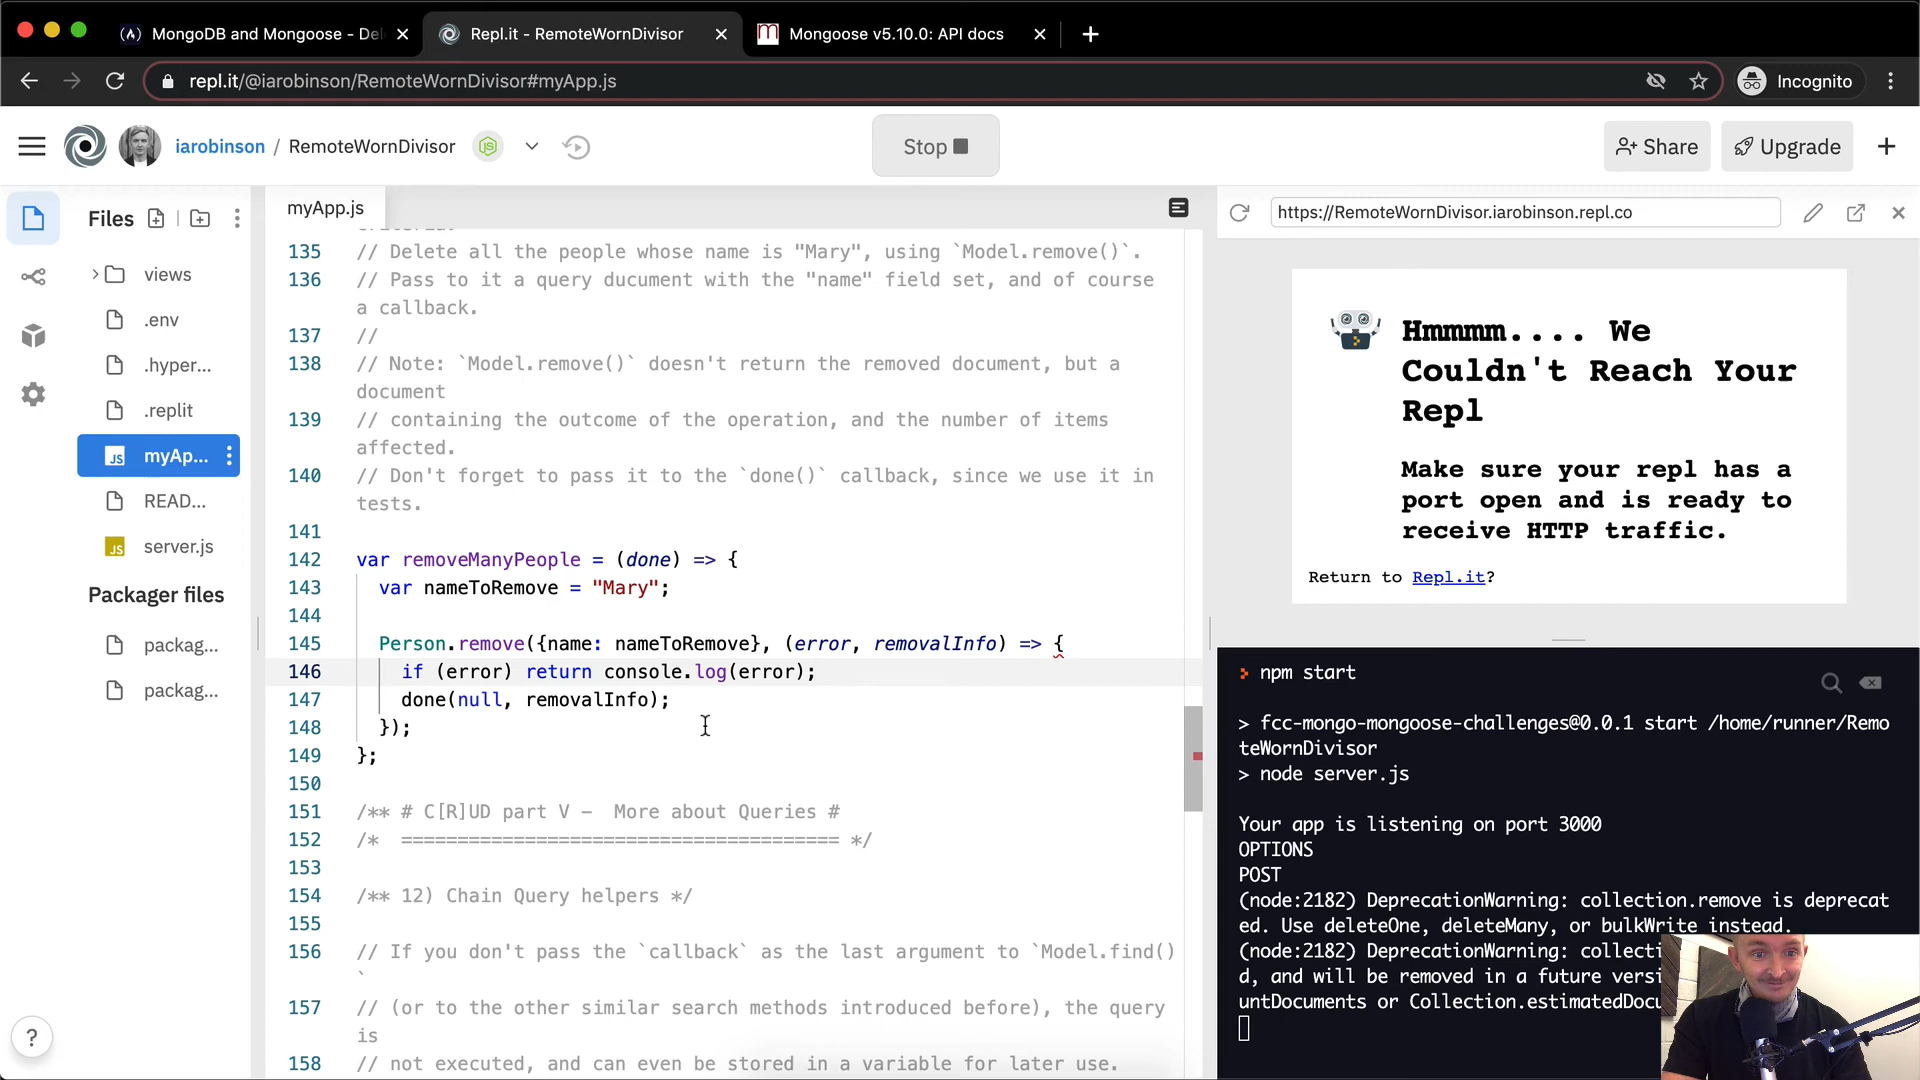 MongoDB and Mongoose - Del
Repl.it - RemoteWornDivisor
Mongoose v5.10.0: API docs
repl.it/@iarobinson/RemoteWornDivisor#myApp.js
Incognito
iarobinson / RemoteWornDivisor
Stop
Share
Upgrade
Files
views
.env
.hyper...
.replit
myAp...
READ...
server.js
Packager files
packag...
packag...
myApp.js
135 // Delete all the people whose name is "Mary", using `Model.remove()`.
136 // Pass to it a query ducument with the "name" field set, and of course
a callback.
137 //
138 // Note: `Model.remove()` doesn't return the removed document, but a
document
139 // containing the outcome of the operation, and the number of items
affected.
140 // Don't forget to pass it to the `done()` callback, since we use it in
tests.
141
142 var removeManyPeople = (done) => {
143 var nameToRemove = "Mary";
144
145 Person.remove({name: nameToRemove}, (error, removalInfo) => {
146 if (error) return console.log(error);
147 done(null, removalInfo);
148 });
149 };
150
151 /** # C[R]UD part V -  More about Queries #
152 /*  ======================================= */
153
154 /** 12) Chain Query helpers */
155
156 // If you don't pass the `callback` as the last argument to `Model.find()
`
157 // (or to the other similar search methods introduced before), the query
is
158 // not executed, and can even be stored in a variable for later use.
https://RemoteWornDivisor.iarobinson.repl.co
Hmmmm.... We
Couldn't Reach Your
Repl
Make sure your repl has a
port open and is ready to
receive HTTP traffic.
Return to Repl.it?
npm start
> fcc-mongo-mongoose-challenges@0.0.1 start /home/runner/Remo
teWornDivisor
> node server.js
Your app is listening on port 3000
OPTIONS
POST
(node:2182) DeprecationWarning: collection.remove is deprecat
ed. Use deleteOne, deleteMany, or bulkWrite instead.
(node:2182) DeprecationWarning: collecti
d, and will be removed in a future versi
untDocuments or Collection.estimatedDocu
?